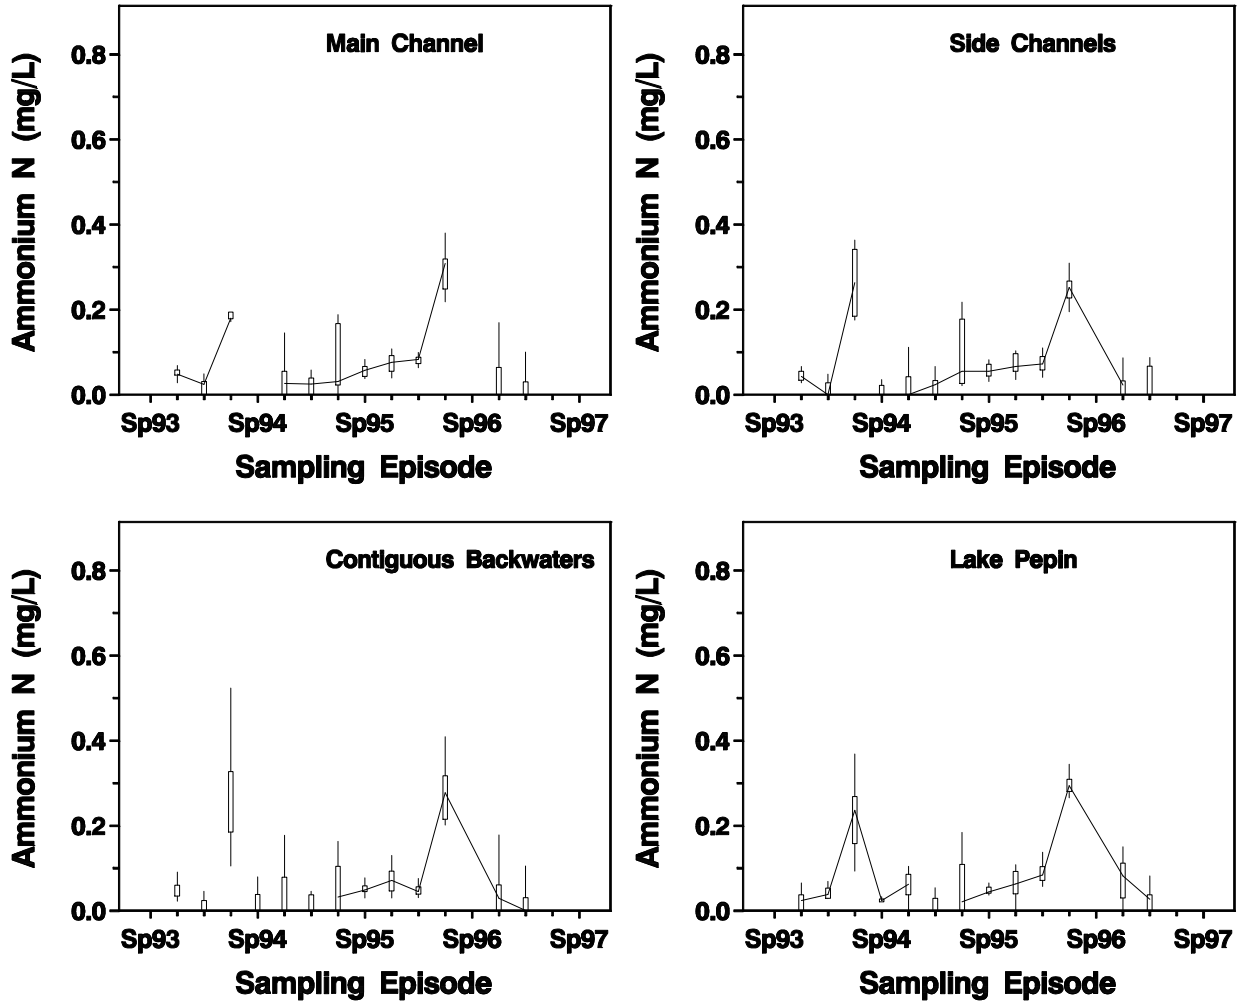 Main Channel
0.8
0.6
0.4
0.2
0.0
Ammonium N (mg/L)
Sp93 Sp94 Sp95 Sp96 Sp97
Sampling Episode
Side Channels
0.8
0.6
0.4
0.2
0.0
Ammonium N (mg/L)
Sp93 Sp94 Sp95 Sp96 Sp97
Sampling Episode
Contiguous Backwaters
0.8
0.6
0.4
0.2
0.0
Ammonium N (mg/L)
Sp93 Sp94 Sp95 Sp96 Sp97
Sampling Episode
Lake Pepin
0.8
0.6
0.4
0.2
0.0
Ammonium N (mg/L)
Sp93 Sp94 Sp95 Sp96 Sp97
Sampling Episode